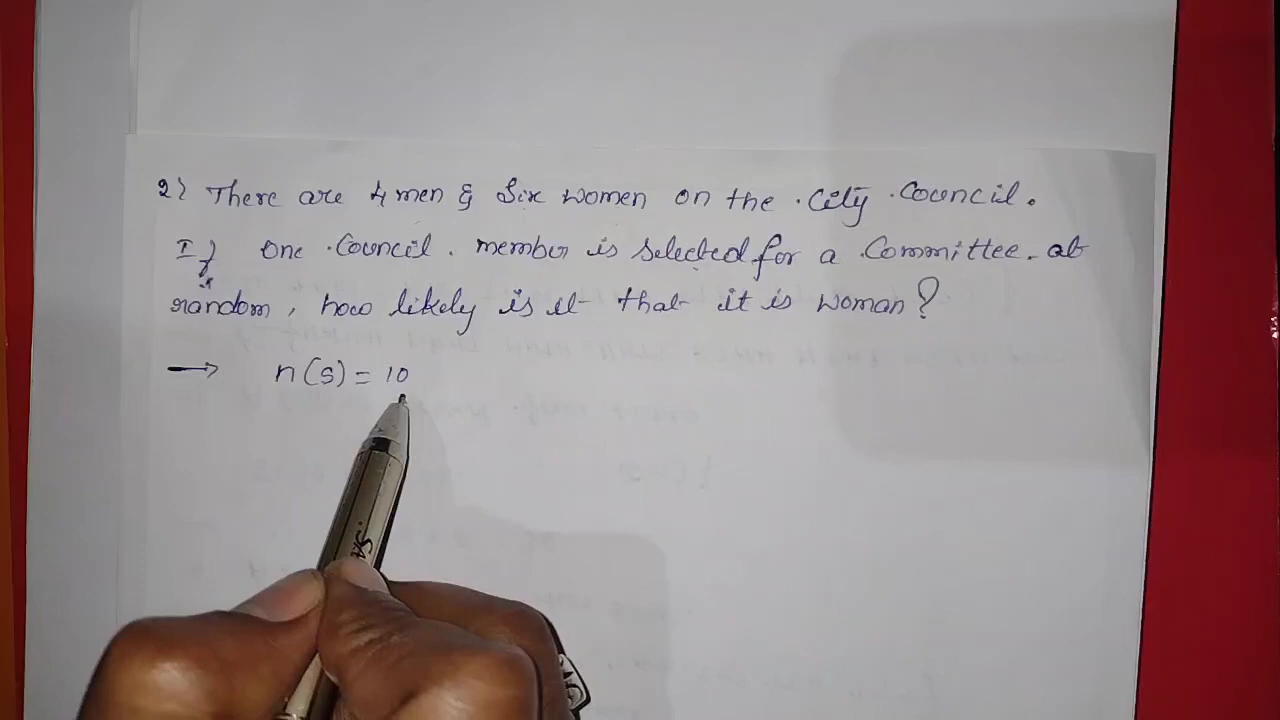 2) There are 4 men & Six women on the City Council.
If one Council member is selected for a Committee at
random, how likely is it that it is woman?
→ n(s) = 10